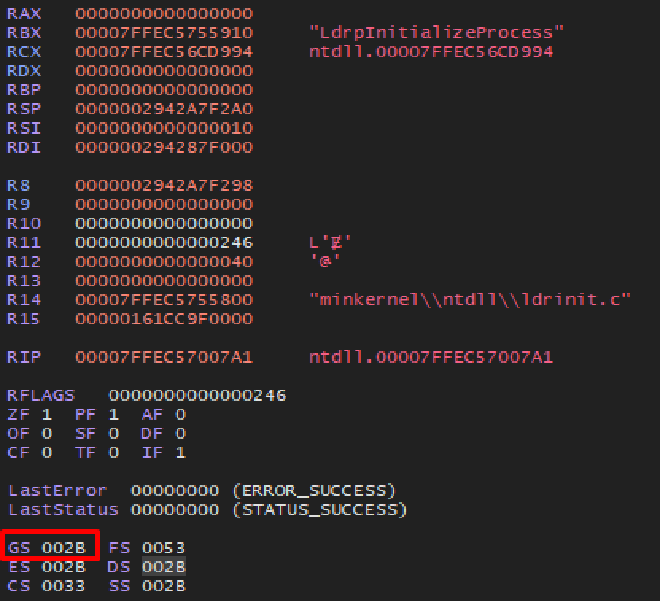 RAX 0000000000000000
RBX 00007FFEC5755910 "LdrpInitializeProcess"
RCX 00007FFEC56CD994 ntdll.00007FFEC56CD994
RDX 0000000000000000
RBP 0000000000000000
RSP 0000002942A7F2A0
RSI 0000000000000010
RDI 000000294287F000
R8 0000002942A7F298
R9 0000000000000000
R10 0000000000000000
R11 0000000000000246 L'Ɇ'
R12 0000000000000040 '@'
R13 0000000000000000
R14 00007FFEC5755800 "minkernel\\ntdll\\ldrinit.c"
R15 00000161CC9F0000
RIP 00007FFEC57007A1 ntdll.00007FFEC57007A1
RFLAGS 0000000000000246
ZF 1 PF 1 AF 0
OF 0 SF 0 DF 0
CF 0 TF 0 IF 1
LastError 00000000 (ERROR_SUCCESS)
LastStatus 00000000 (STATUS_SUCCESS)
GS 002B FS 0053
ES 002B DS 002B
CS 0033 SS 002B